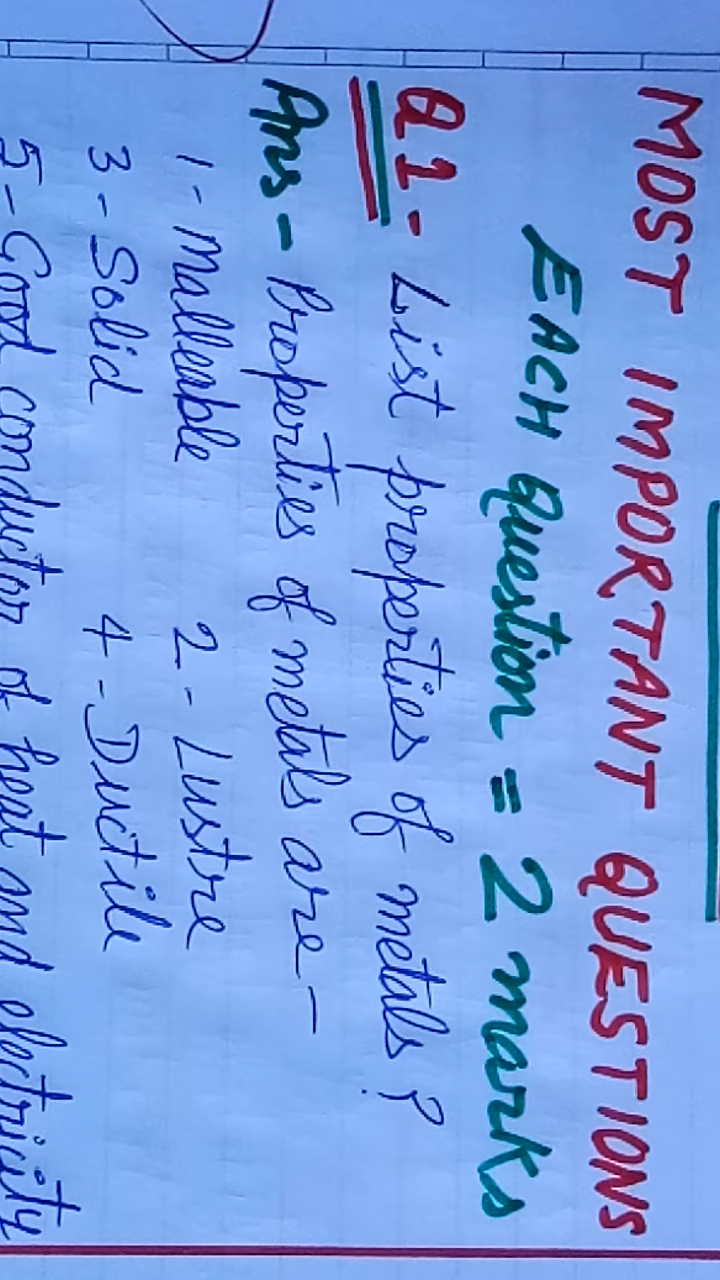 MOST IMPORTANT QUESTIONS
EACH Question = 2 marks
Q1- List properties of metals?
Ans - Properties of metals are -
1 - Malleable 2 - Lustre
3 - Solid 4 - Ductile
5 - Good conductor of heat and electricity